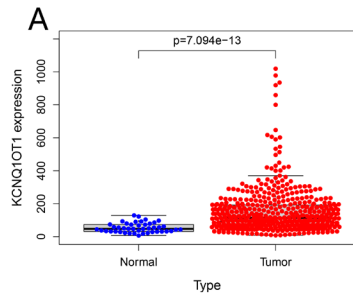 A
p=7.094e−13
KCNQ1OT1 expression
1000
800
600
400
200
0
Normal
Tumor
Type